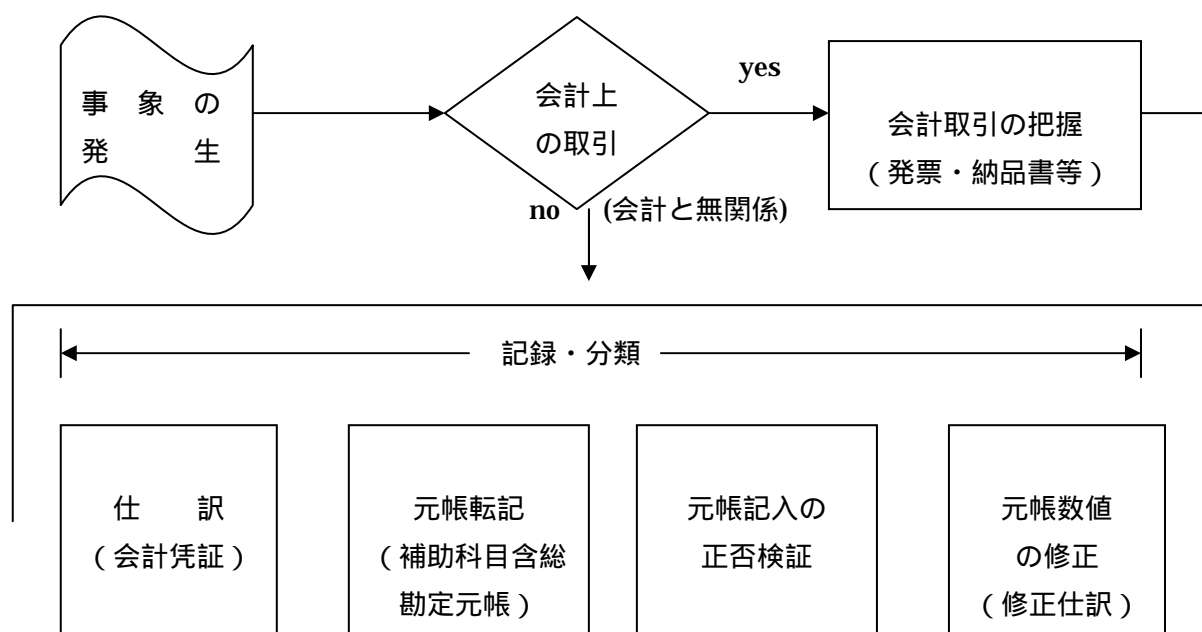 事 象 の
発 生
会計上
の取引
yes
会計取引の把握
（発票・納品書等）
no (会計と無関係)
記録・分類
仕 訳
（会計凭証）
元帳転記
（補助科目含総
勘定元帳）
元帳記入の
正否検証
元帳数値
の修正
（修正仕訳）